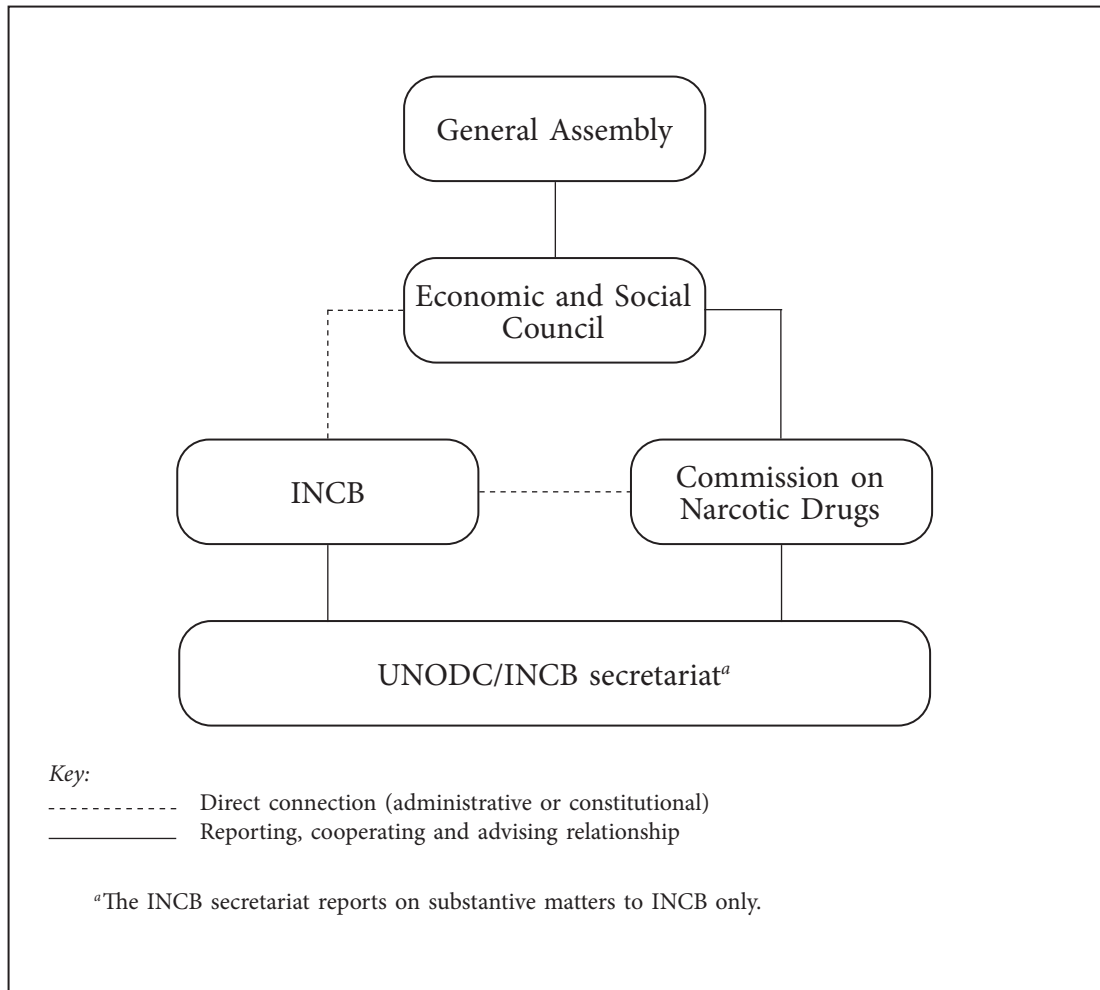 General Assembly
Economic and Social
Council
INCB
Commission on
Narcotic Drugs
UNODC/INCB secretariatᵃ
Key:
Direct connection (administrative or constitutional)
Reporting, cooperating and advising relationship
ᵃThe INCB secretariat reports on substantive matters to INCB only.